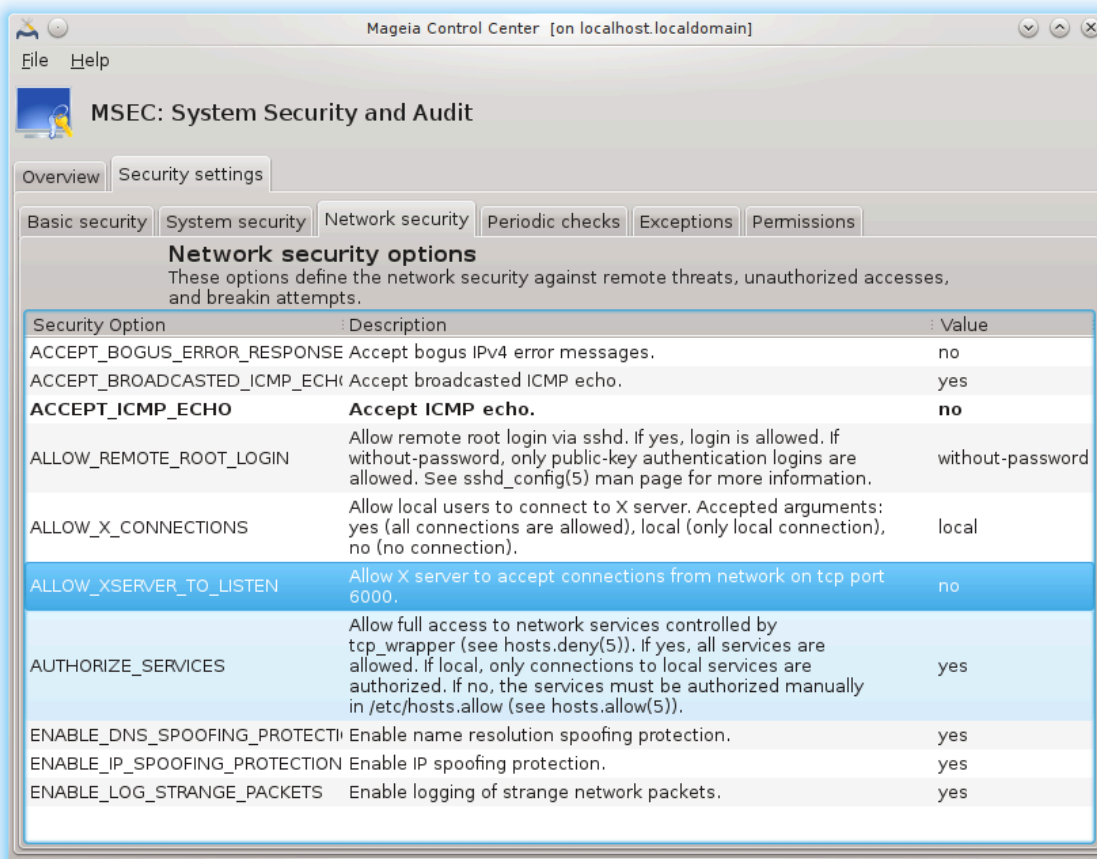 Mageia Control Center [on localhost.localdomain]
File Help
MSEC: System Security and Audit
Overview Security settings
Basic security System security Network security Periodic checks Exceptions Permissions
Network security options
These options define the network security against remote threats, unauthorized accesses,
and breakin attempts.
Security Option Description Value
ACCEPT_BOGUS_ERROR_RESPONSE Accept bogus IPv4 error messages. no
ACCEPT_BROADCASTED_ICMP_ECH Accept broadcasted ICMP echo. yes
ACCEPT_ICMP_ECHO Accept ICMP echo. no
Allow remote root login via sshd. If yes, login is allowed. If
ALLOW_REMOTE_ROOT_LOGIN without-password, only public-key authentication logins are without-password
allowed. See sshd_config(5) man page for more information.
Allow local users to connect to X server. Accepted arguments:
ALLOW_X_CONNECTIONS yes (all connections are allowed), local (only local connection), local
no (no connection).
ALLOW_XSERVER_TO_LISTEN Allow X server to accept connections from network on tcp port no
6000.
Allow full access to network services controlled by
tcp_wrapper (see hosts.deny(5)). If yes, all services are
AUTHORIZE_SERVICES allowed. If local, only connections to local services are yes
authorized. If no, the services must be authorized manually
in /etc/hosts.allow (see hosts.allow(5)).
ENABLE_DNS_SPOOFING_PROTECTI Enable name resolution spoofing protection. yes
ENABLE_IP_SPOOFING_PROTECTION Enable IP spoofing protection. yes
ENABLE_LOG_STRANGE_PACKETS Enable logging of strange network packets. yes